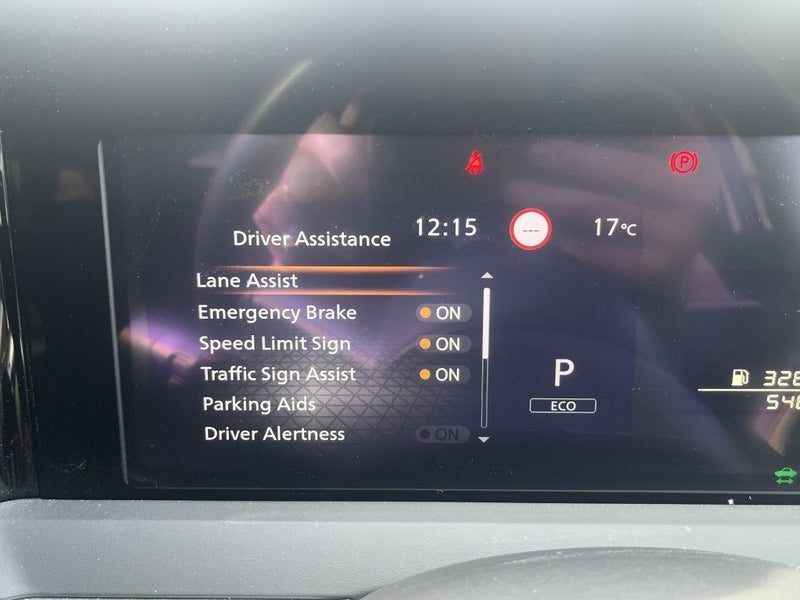 P
12:15
---
17°C
Driver Assistance
Lane Assist
Emergency Brake ON
Speed Limit Sign ON
Traffic Sign Assist ON
Parking Aids
Driver Alertness ON
P
ECO